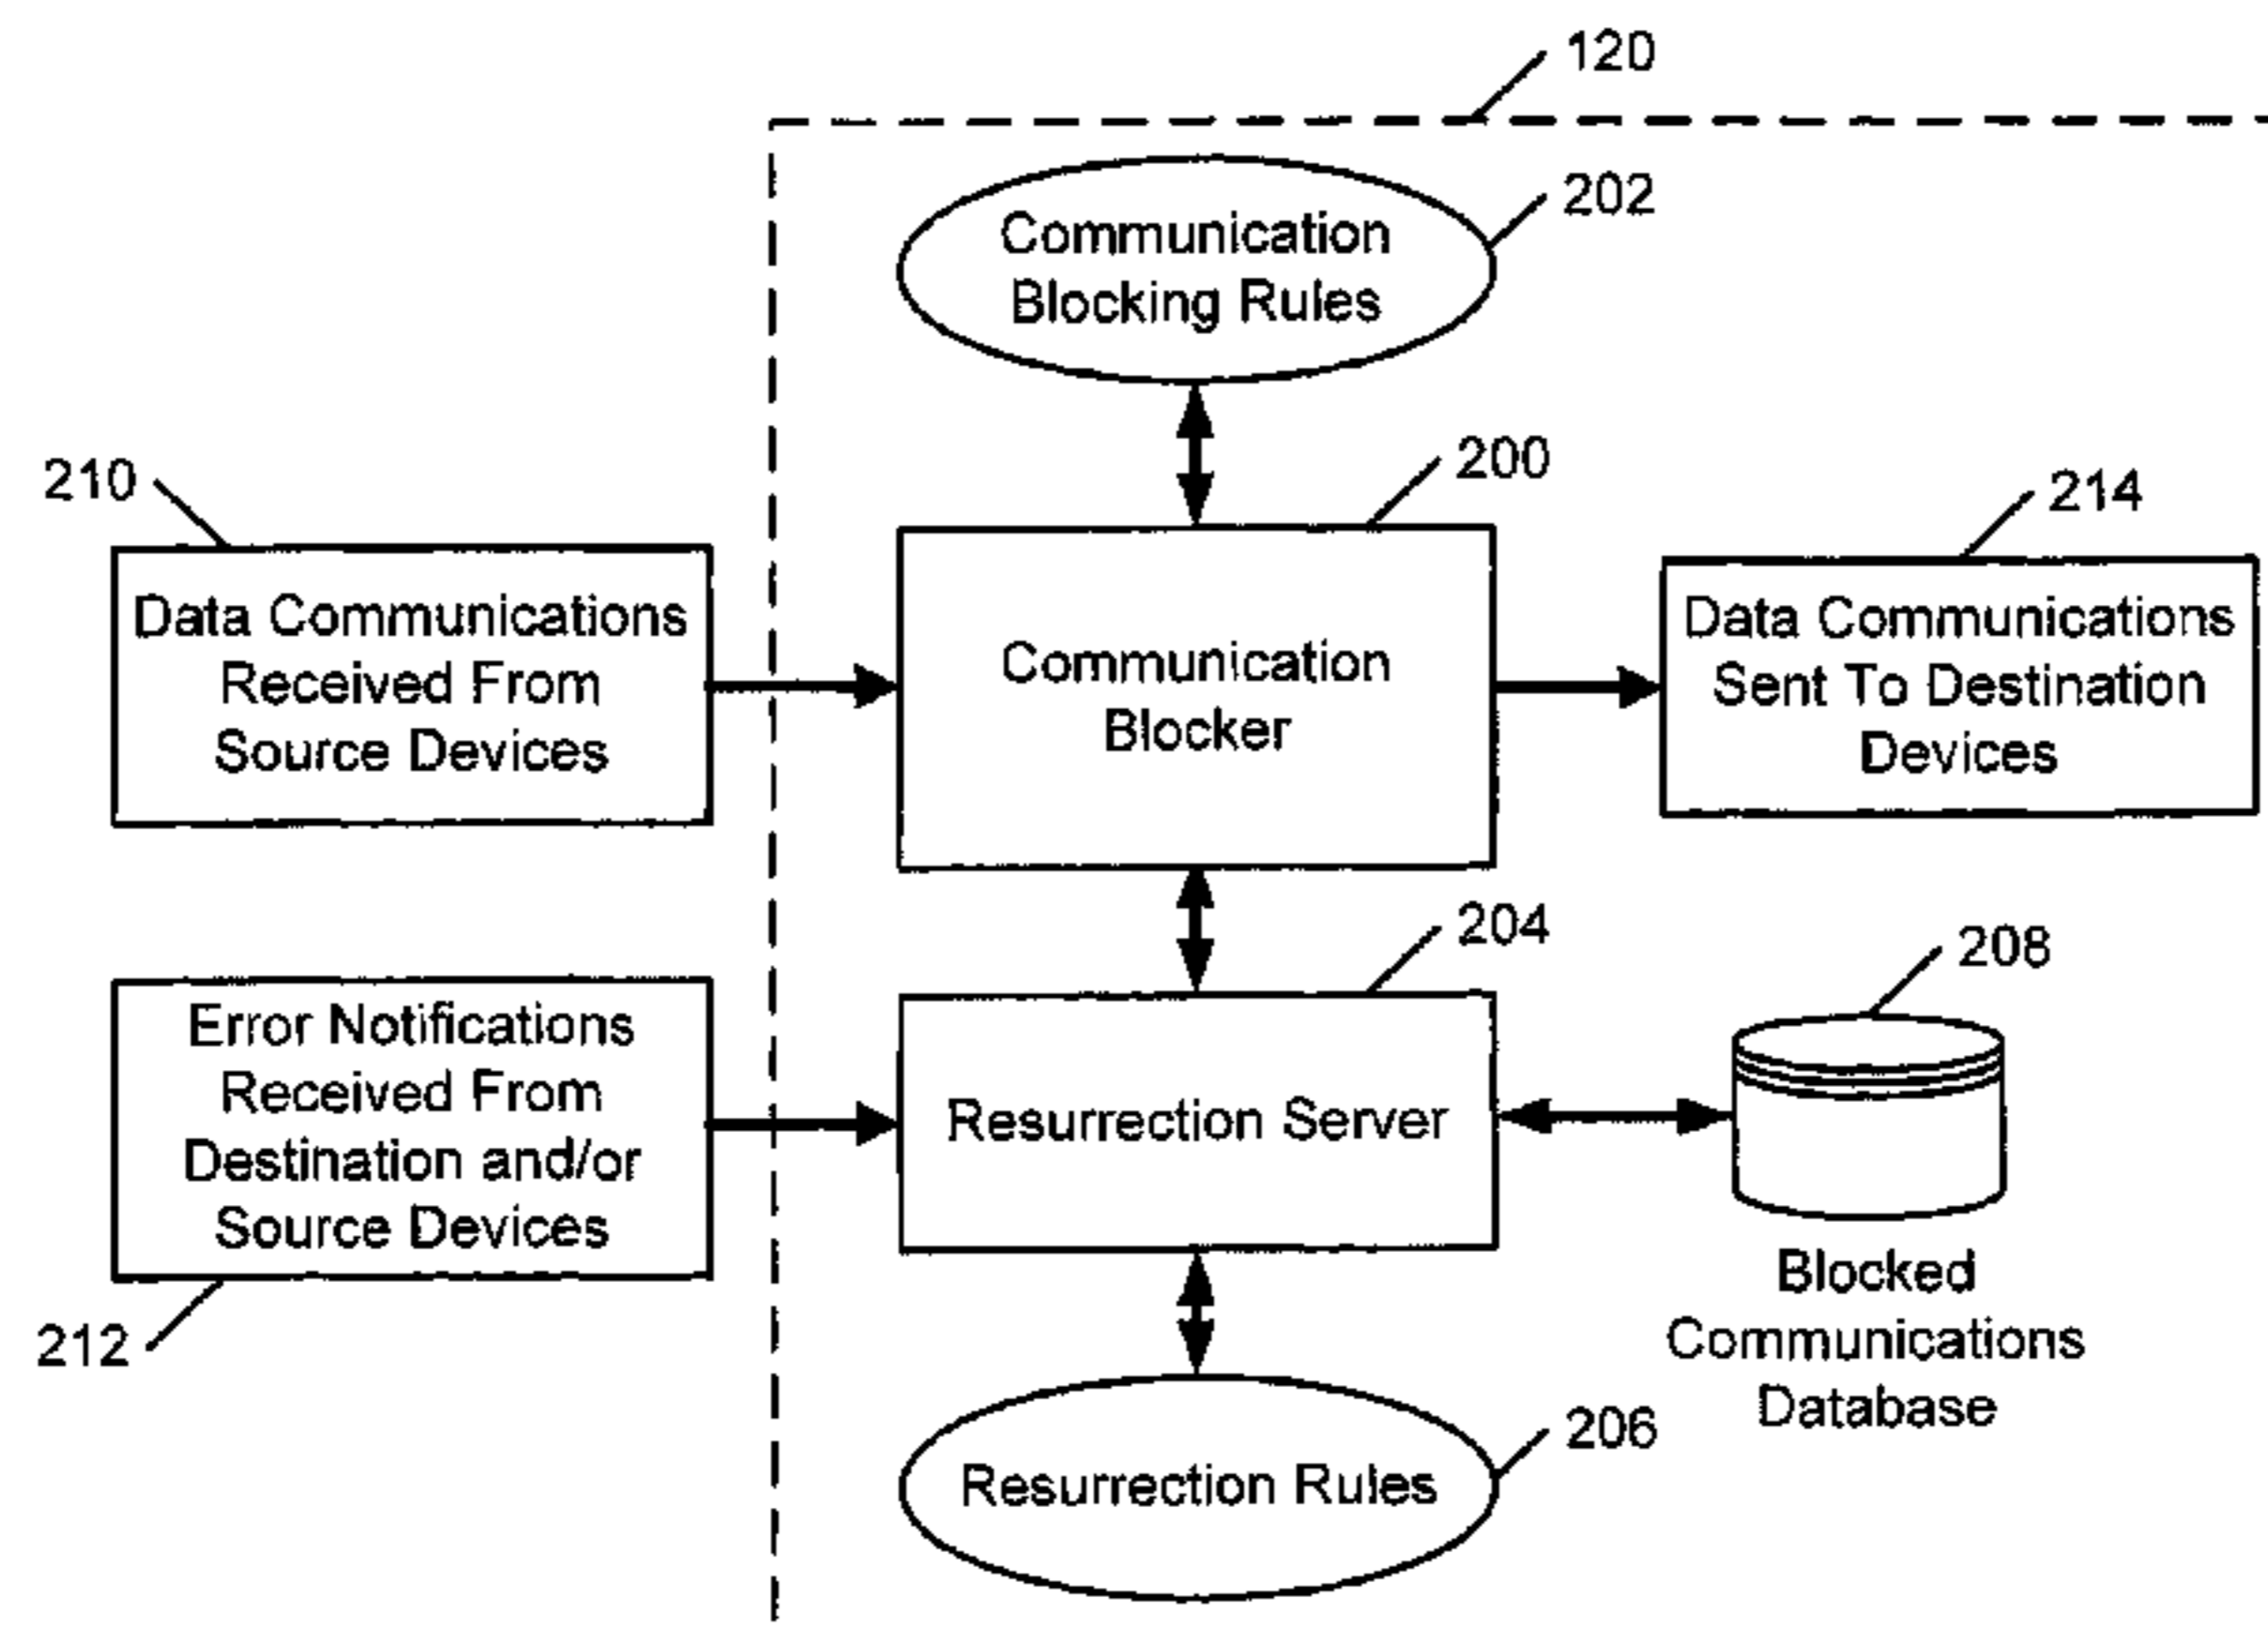 120
202
Communication
Blocking Rules
210
200
214
Data Communications
Received From
Source Devices
Communication
Blocker
Data Communications
Sent To Destination
Devices
204
208
Error Notifications
Received From
Destination and/or
Source Devices
Resurrection Server
212
Blocked
Communications
Database
206
Resurrection Rules